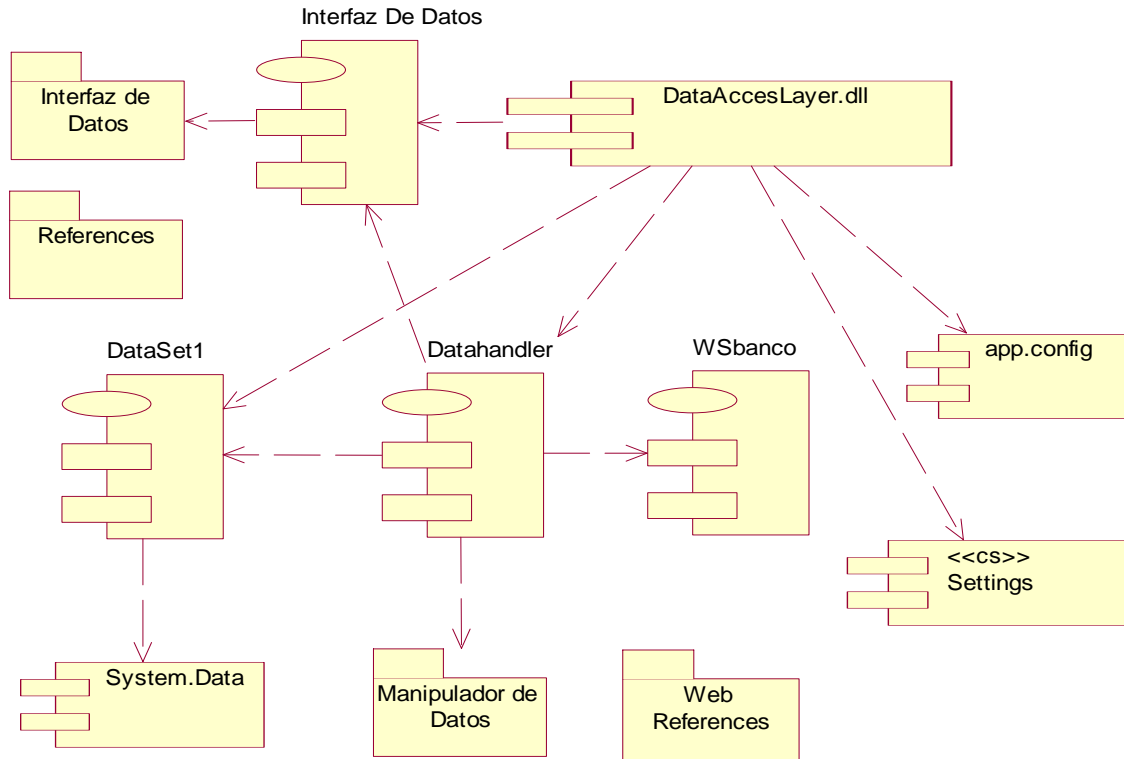 Interfaz De Datos
Interfaz de
Datos
DataAccesLayer.dll
References
DataSet1
Datahandler
WSbanco
app.config
<<cs>>
Settings
System.Data
Manipulador de
Datos
Web
References